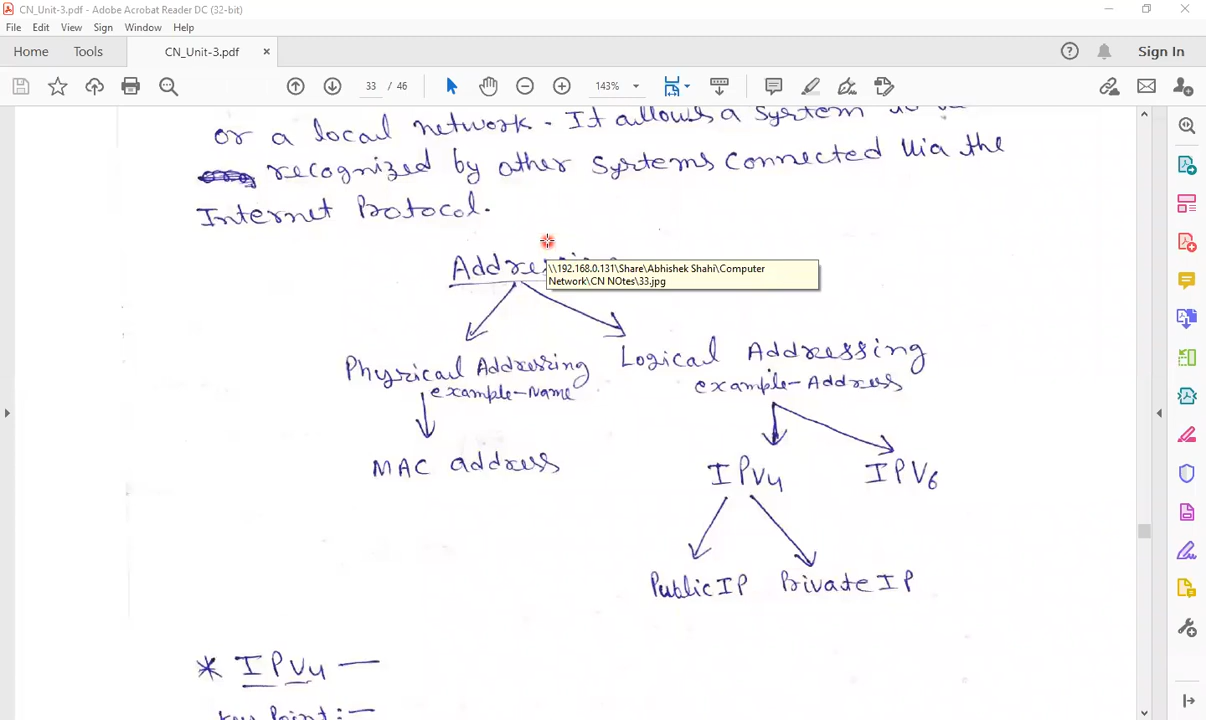 CN_Unit-3.pdf - Adobe Acrobat Reader DC (32-bit)
File Edit View Sign Window Help
Home Tools CN_Unit-3.pdf × Sign In
33 / 46 143%
or a local network. It allows a system
recognized by other systems connected via the
Internet Protocol.
\\192.168.0.131\Share\Abhishek Shahi\Computer
Network\CN NOtes\33.jpg
Physical Addressing Logical Addressing
example-Name example-Address
MAC address
IPV4 IPV6
Public IP Private IP
* IPV4 —
Key Point:-